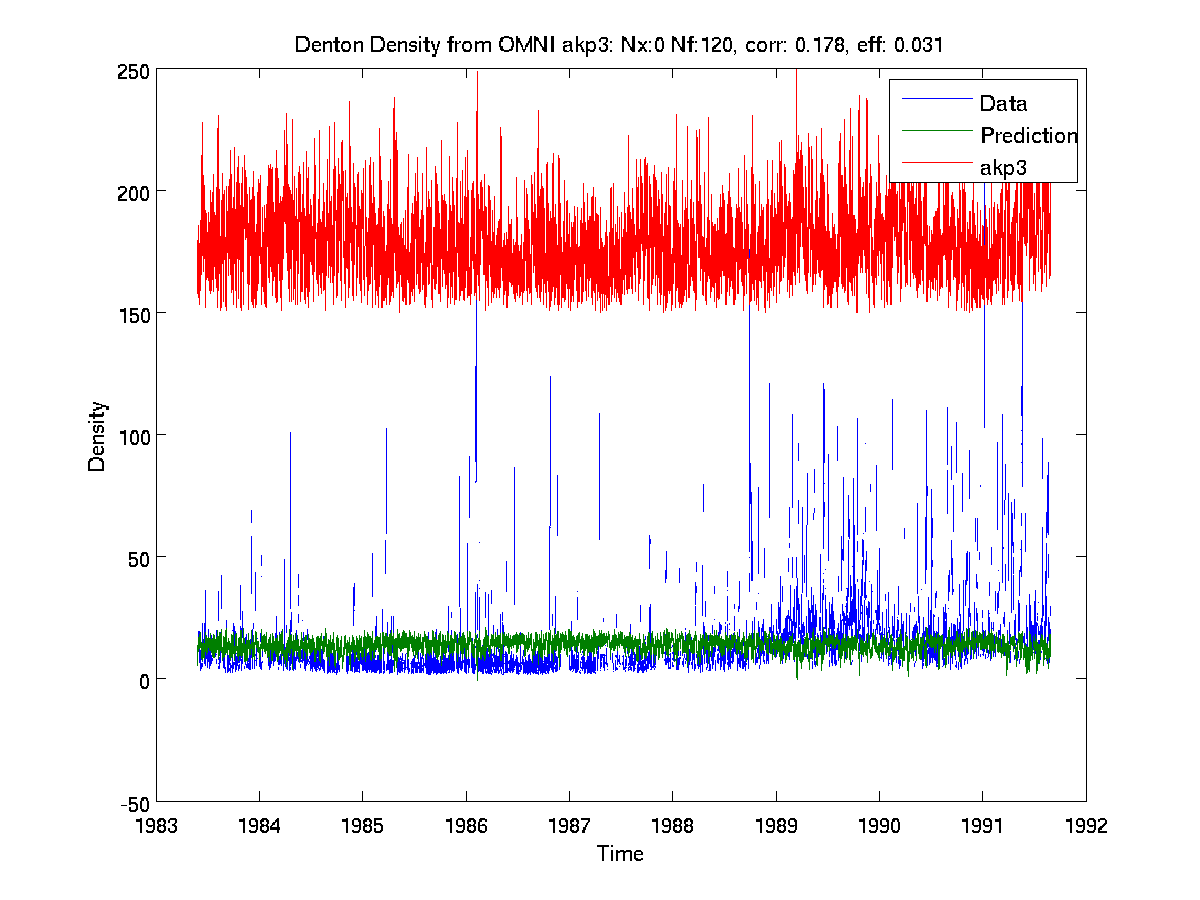 Denton Density from OMNI akp3: Nx:0 Nf:120, corr: 0.178, eff: 0.031
250
200
150
100
50
0
-50
Density
Data
Prediction
akp3
1983 1984 1985 1986 1987 1988 1989 1990 1991 1992
Time